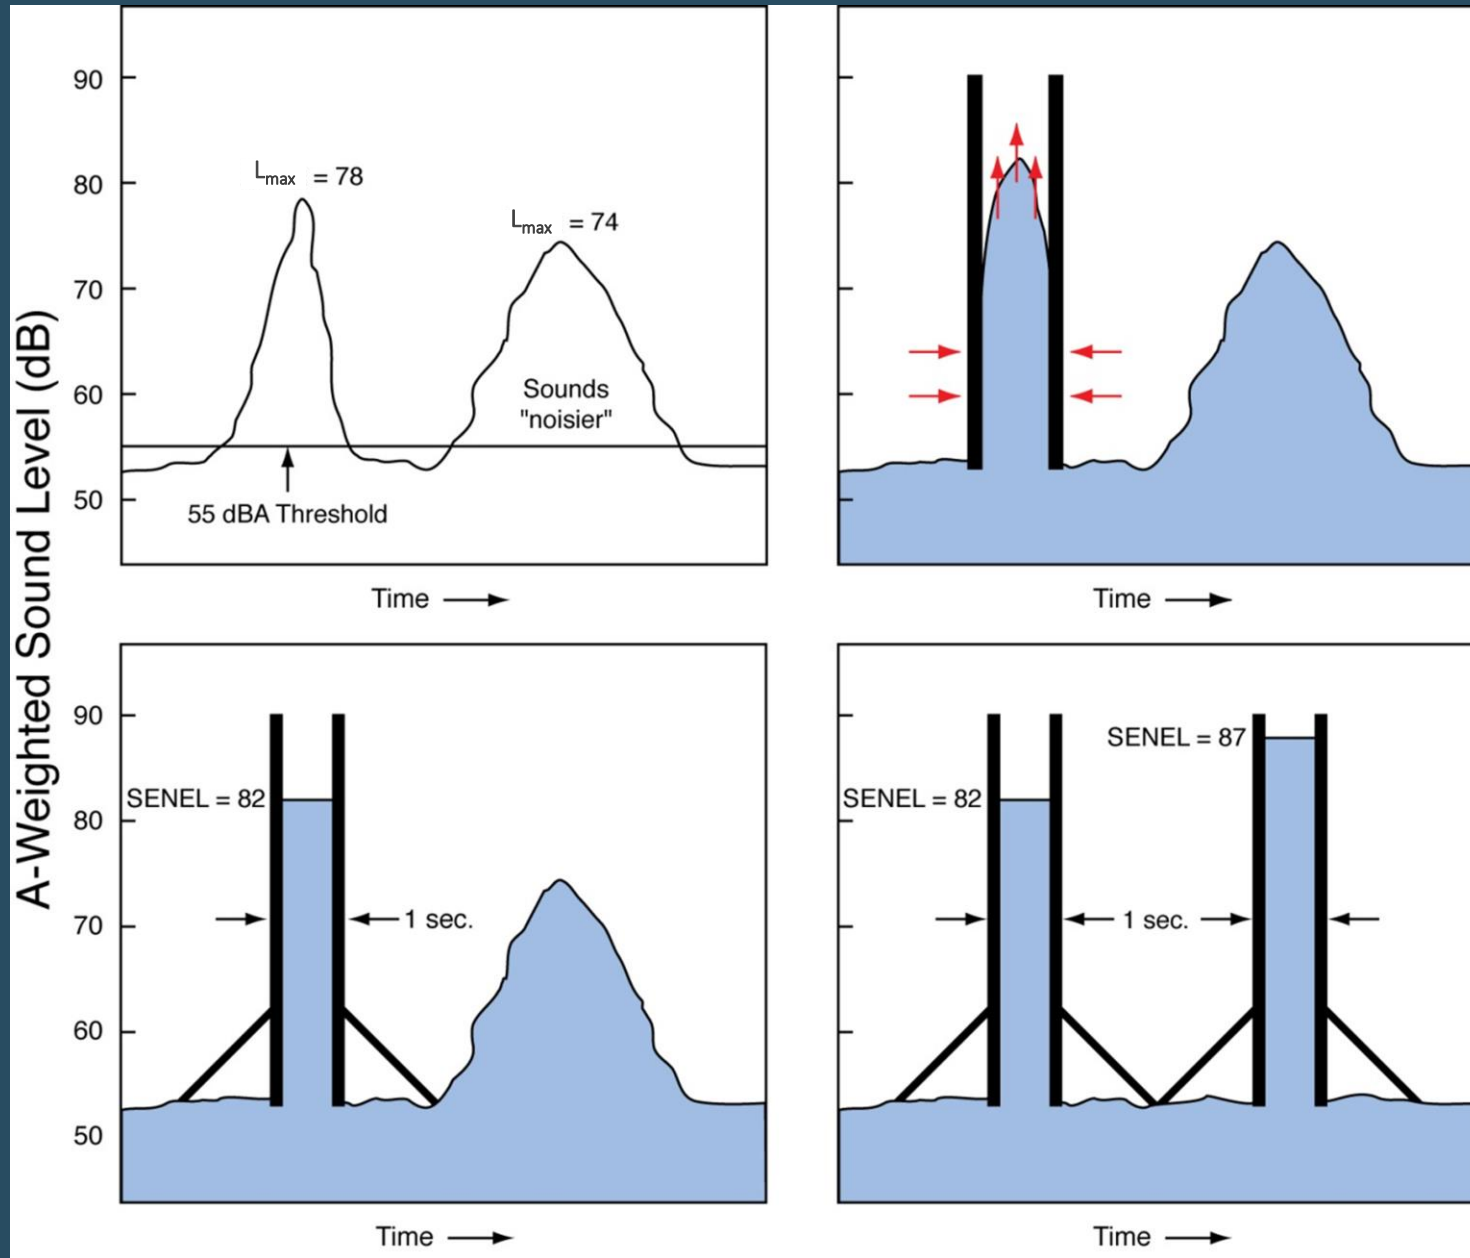 A-Weighted Sound Level (dB)
90
80
70
60
50
Lmax = 78
Lmax = 74
Sounds
"noisier"
55 dBA Threshold
Time
Time
90
80
70
60
50
SENEL = 82
1 sec.
Time
SENEL = 87
SENEL = 82
1 sec.
Time